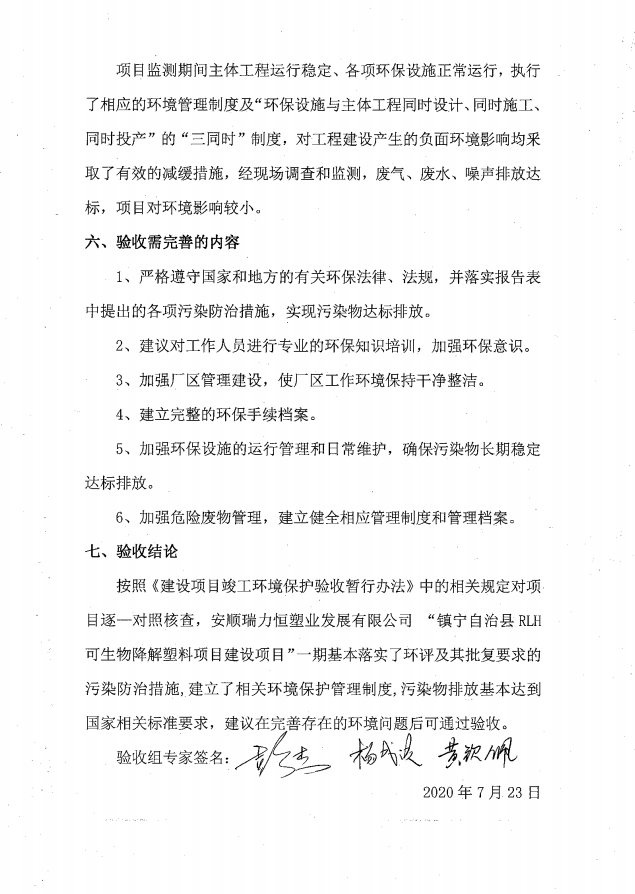 项目监测期间主体工程运行稳定、各项环保设施正常运行，执行
了相应的环境管理制度及“环保设施与主体工程同时设计、同时施工、
同时投产”的“三同时”制度，对工程建设产生的负面环境影响均采
取了有效的减缓措施，经现场调查和监测，废气、废水、噪声排放达
标，项目对环境影响较小。
六、验收需完善的内容
1、严格遵守国家和地方的有关环保法律、法规，并落实报告表
中提出的各项污染防治措施，实现污染物达标排放。
2、建议对工作人员进行专业的环保知识培训，加强环保意识。
3、加强厂区管理建设，使厂区工作环境保持干净整洁。
4、建立完整的环保手续档案。
5、加强环保设施的运行管理和日常维护，确保污染物长期稳定
达标排放。
6、加强危险废物管理，建立健全相应管理制度和管理档案。
七、验收结论
按照《建设项目竣工环境保护验收暂行办法》中的相关规定对项
目逐一对照核查，安顺瑞力恒塑业发展有限公司 “镇宁自治县 RLH
可生物降解塑料项目建设项目”一期基本落实了环评及其批复要求的
污染防治措施,建立了相关环境保护管理制度,污染物排放基本达到
国家相关标准要求，建议在完善存在的环境问题后可通过验收。
验收组专家签名：
2020 年 7 月 23 日